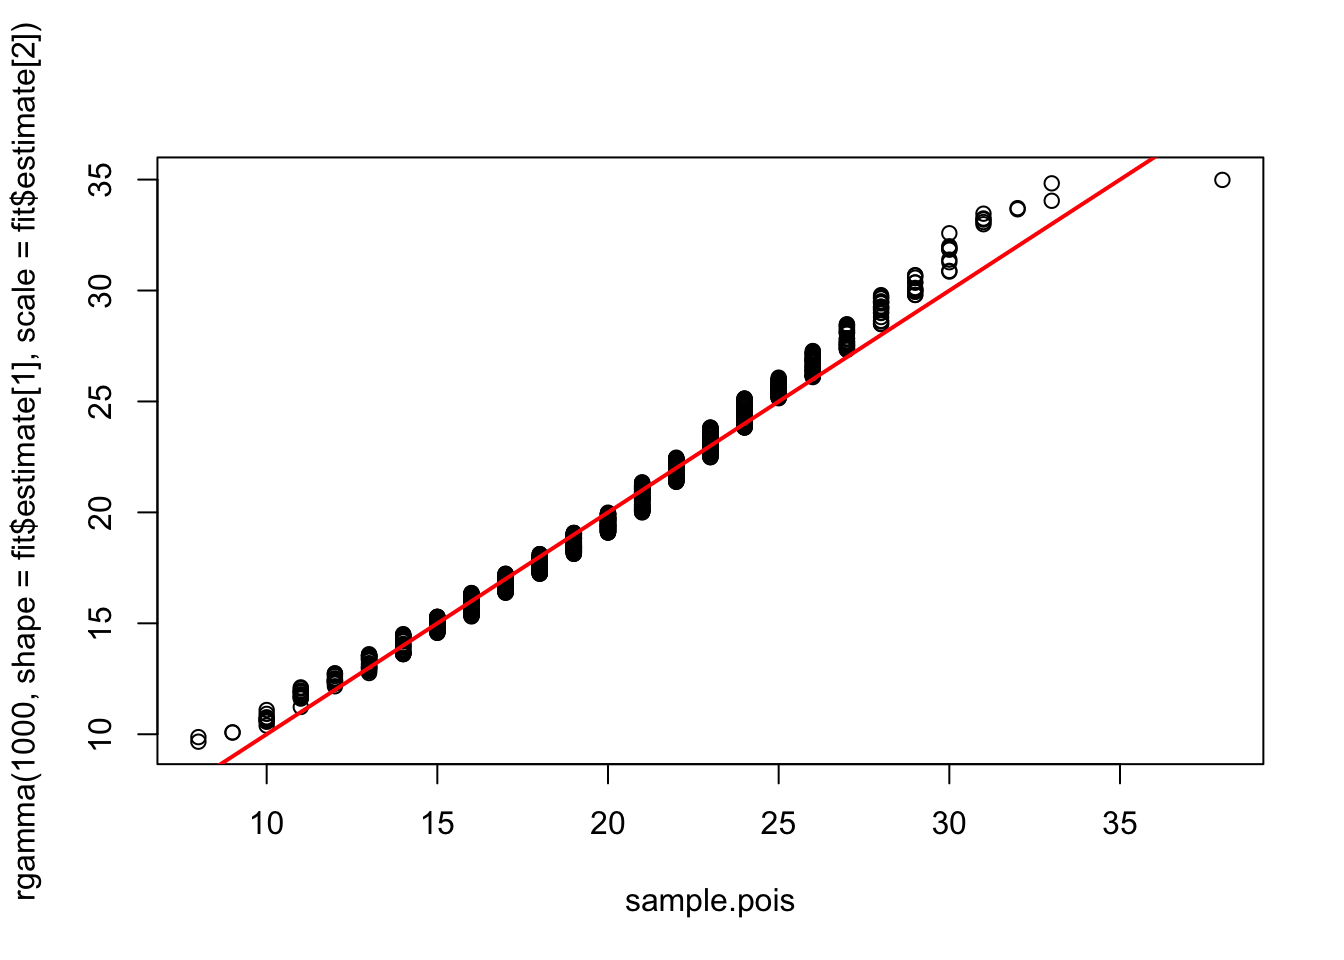 rgamma(1000, shape = fit$estimate[1], scale = fit$estimate[2])
35
30
25
20
15
10
10 15 20 25 30 35
sample.pois